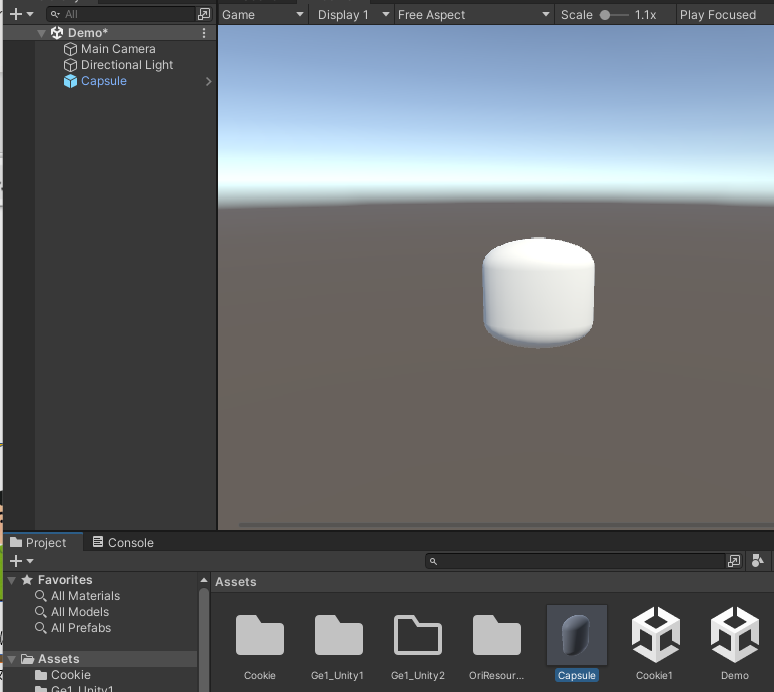 All
Game
Display 1
Free Aspect
Scale
1.1x
Play Focused
Demo*
Main Camera
Directional Light
Capsule
Project
Console
Favorites
All Materials
All Models
All Prefabs
Assets
Cookie
Ge1_Unity1
Assets
Cookie
Ge1_Unity1
Ge1_Unity2
OriResour...
Capsule
Cookie1
Demo